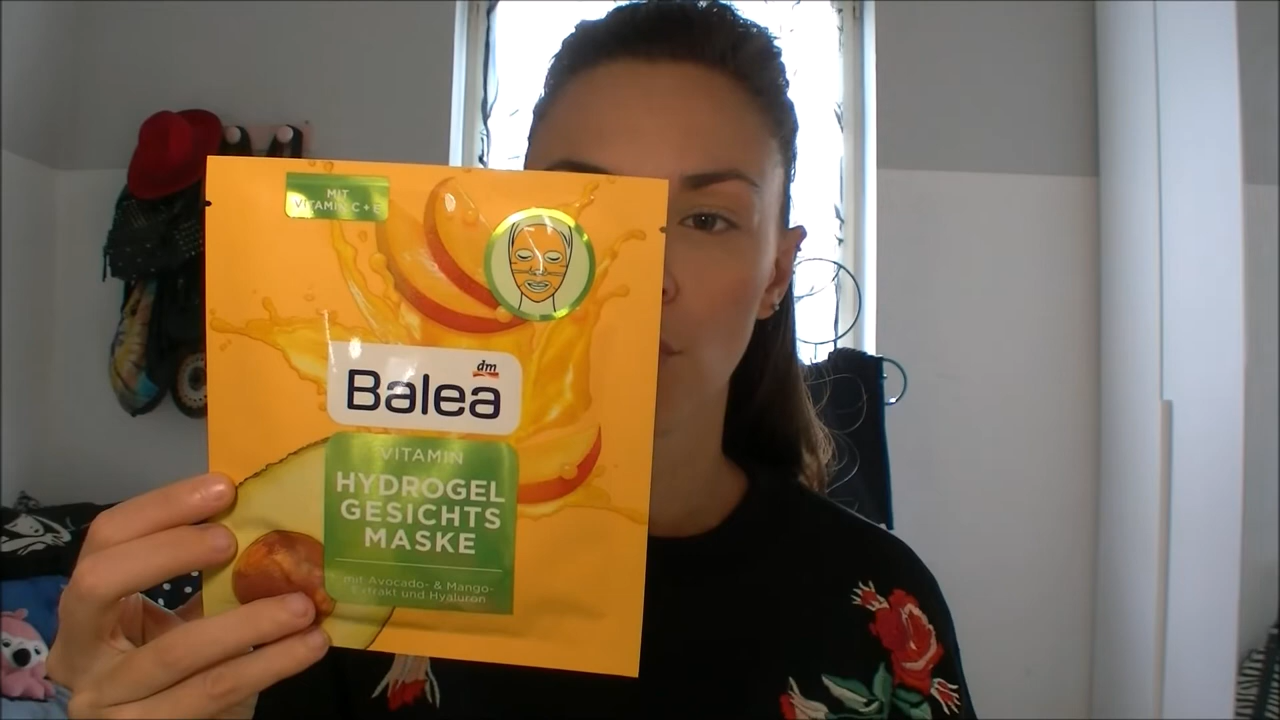 MIT
VITAMIN C + E
dm
Balea
VITAMIN
HYDROGEL
GESICHTS
MASKE
mit Avocado- & Mango-
Extrakt und Hyaluron